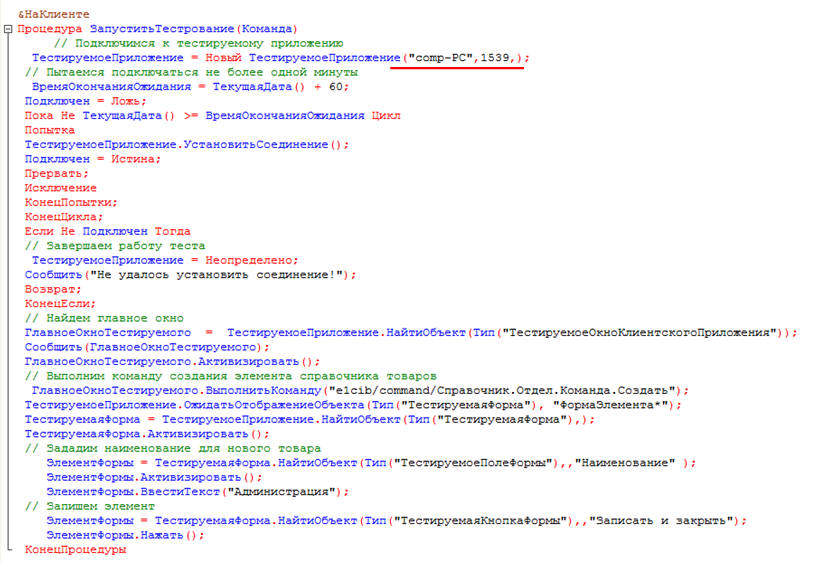 &НаКлиенте
Процедура ЗапуститьТестрование(Команда)
// Подключимся к тестируемому приложению
ТестируемоеПриложение = Новый ТестируемоеПриложение("comp-PC",1539,);
// Пытаемся подключаться не более одной минуты
ВремяОкончанияОжидания = ТекущаяДата() + 60;
Подключен = Ложь;
Пока Не ТекущаяДата() >= ВремяОкончанияОжидания Цикл
Попытка
ТестируемоеПриложение.УстановитьСоединение();
Подключен = Истина;
Прервать;
Исключение
КонецПопытки;
КонецЦикла;
Если Не Подключен Тогда
// Завершаем работу теста
ТестируемоеПриложение = Неопределено;
Сообщить("Не удалось установить соединение!");
Возврат;
КонецЕсли;
// Найдем главное окно
ГлавноеОкноТестируемого = ТестируемоеПриложение.НайтиОбъект(Тип("ТестируемоеОкноКлиентскогоПриложения"));
Сообщить(ГлавноеОкноТестируемого);
ГлавноеОкноТестируемого.Активизировать();
// Выполним команду создания элемента справочника товаров
ГлавноеОкноТестируемого.ВыполнитьКоманду("e1cib/command/Справочник.Отдел.Команда.Создать");
ТестируемоеПриложение.ОжидатьОтображениеОбъекта(Тип("ТестируемаяФорма"), "ФормаЭлемента*");
ТестируемаяФорма = ТестируемоеПриложение.НайтиОбъект(Тип("ТестируемаяФорма"),);
ТестируемаяФорма.Активизировать();
// Зададим наименование для нового товара
ЭлементФормы = ТестируемаяФорма.НайтиОбъект(Тип("ТестируемоеПолеФормы"),,"Наименование" );
ЭлементФормы.Активизировать();
ЭлементФормы.ВвестиТекст("Администрация");
// Запишем элемент
ЭлементФормы = ТестируемаяФорма.НайтиОбъект(Тип("ТестируемаяКнопкаФормы"),,"Записать и закрыть");
ЭлементФормы.Нажать();
КонецПроцедуры